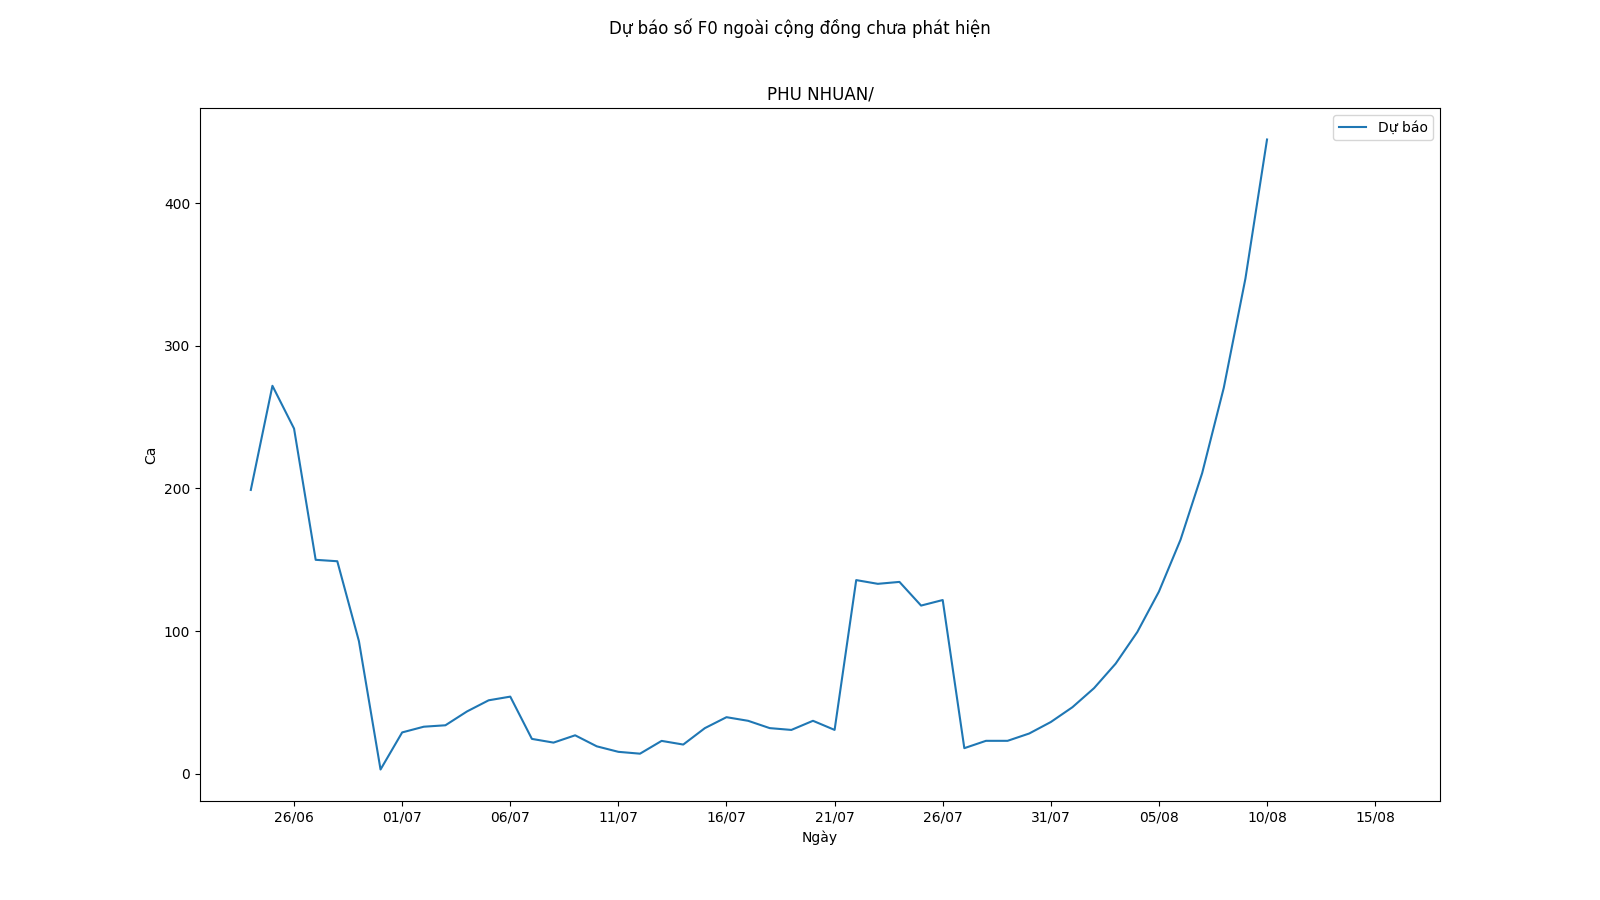 Dự báo số F0 ngoài cộng đồng chưa phát hiện
PHU NHUAN/
Dự báo
Ca
400
300
200
100
0
26/06 01/07 06/07 11/07 16/07 21/07 26/07 31/07 05/08 10/08 15/08
Ngày